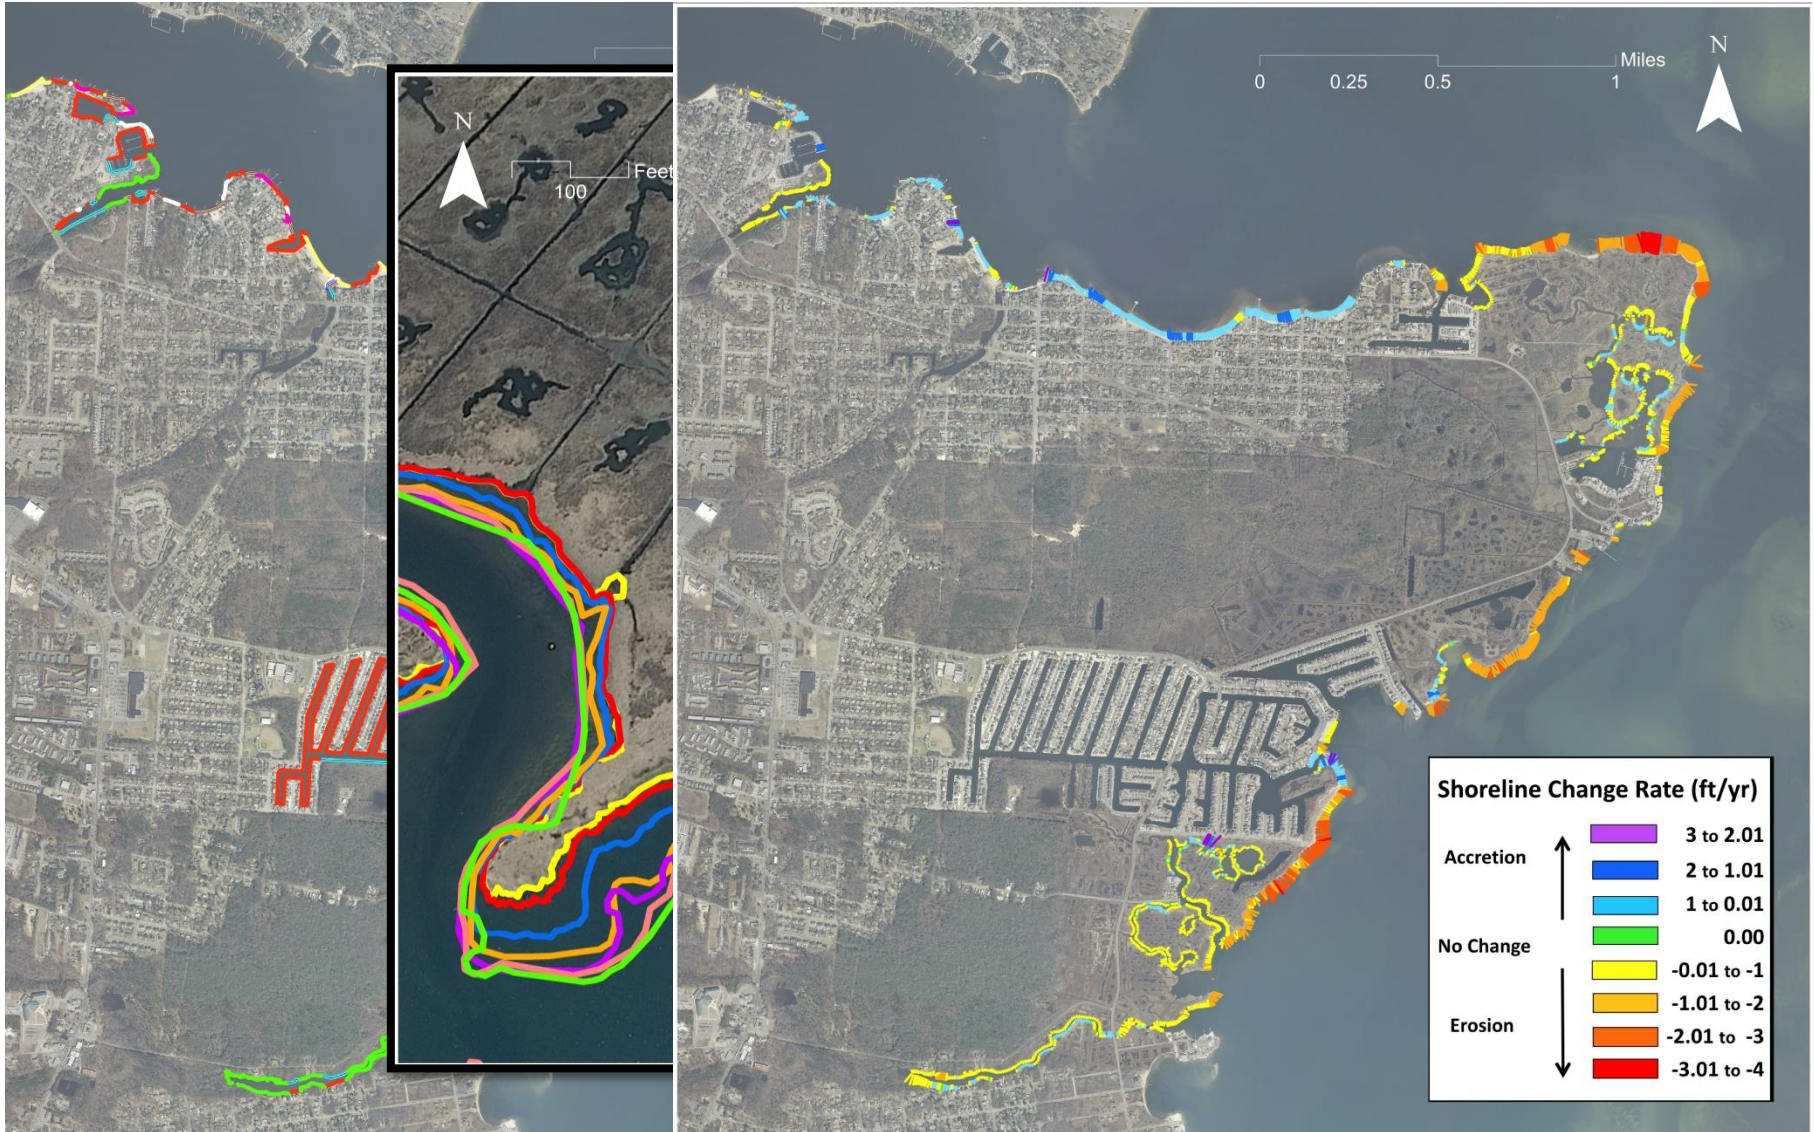 N
100
Feet
Miles
0
0.25
0.5
1
N
Shoreline Change Rate (ft/yr)
Accretion
3 to 2.01
2 to 1.01
1 to 0.01
No Change
0.00
-0.01 to -1
-1.01 to -2
Erosion
-2.01 to -3
-3.01 to -4